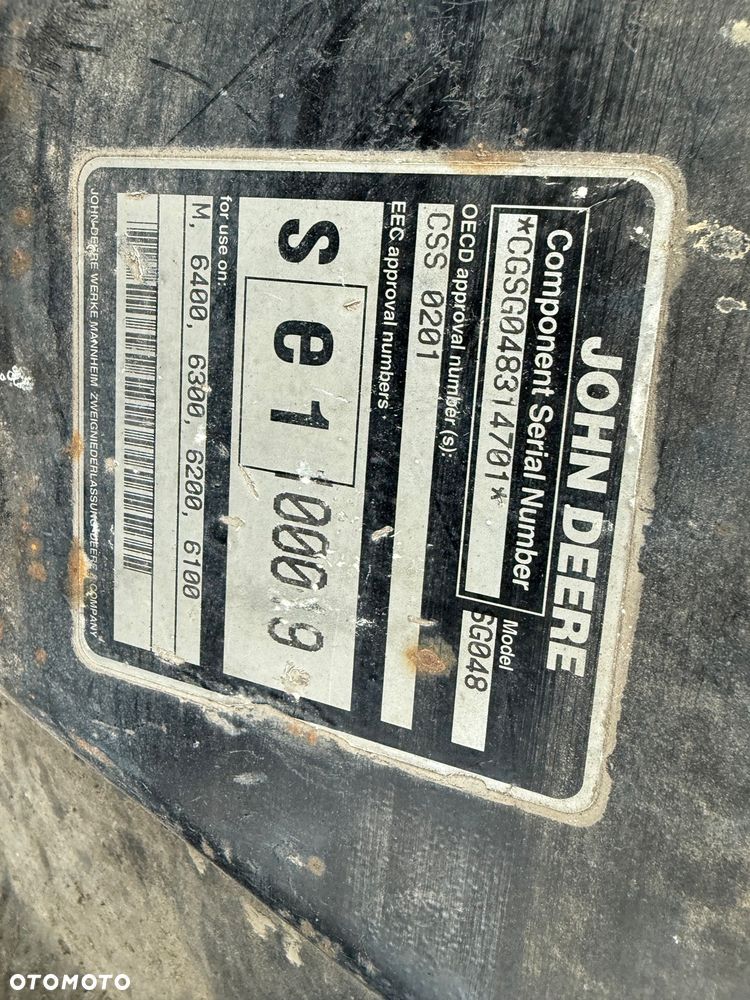 JOHN DEERE
Component Serial Number
*CGSG048314701*
Model
SG048
OECD approval number (s):
CSS 0201
EEC approval numbers
S e1 00069
for use on:
M, 6400, 6300, 6200, 6100
JOHN DEERE WERKE MANNHEIM ZWEIGNIEDERLASSUNG DEERE & COMPANY
OTOMOTO